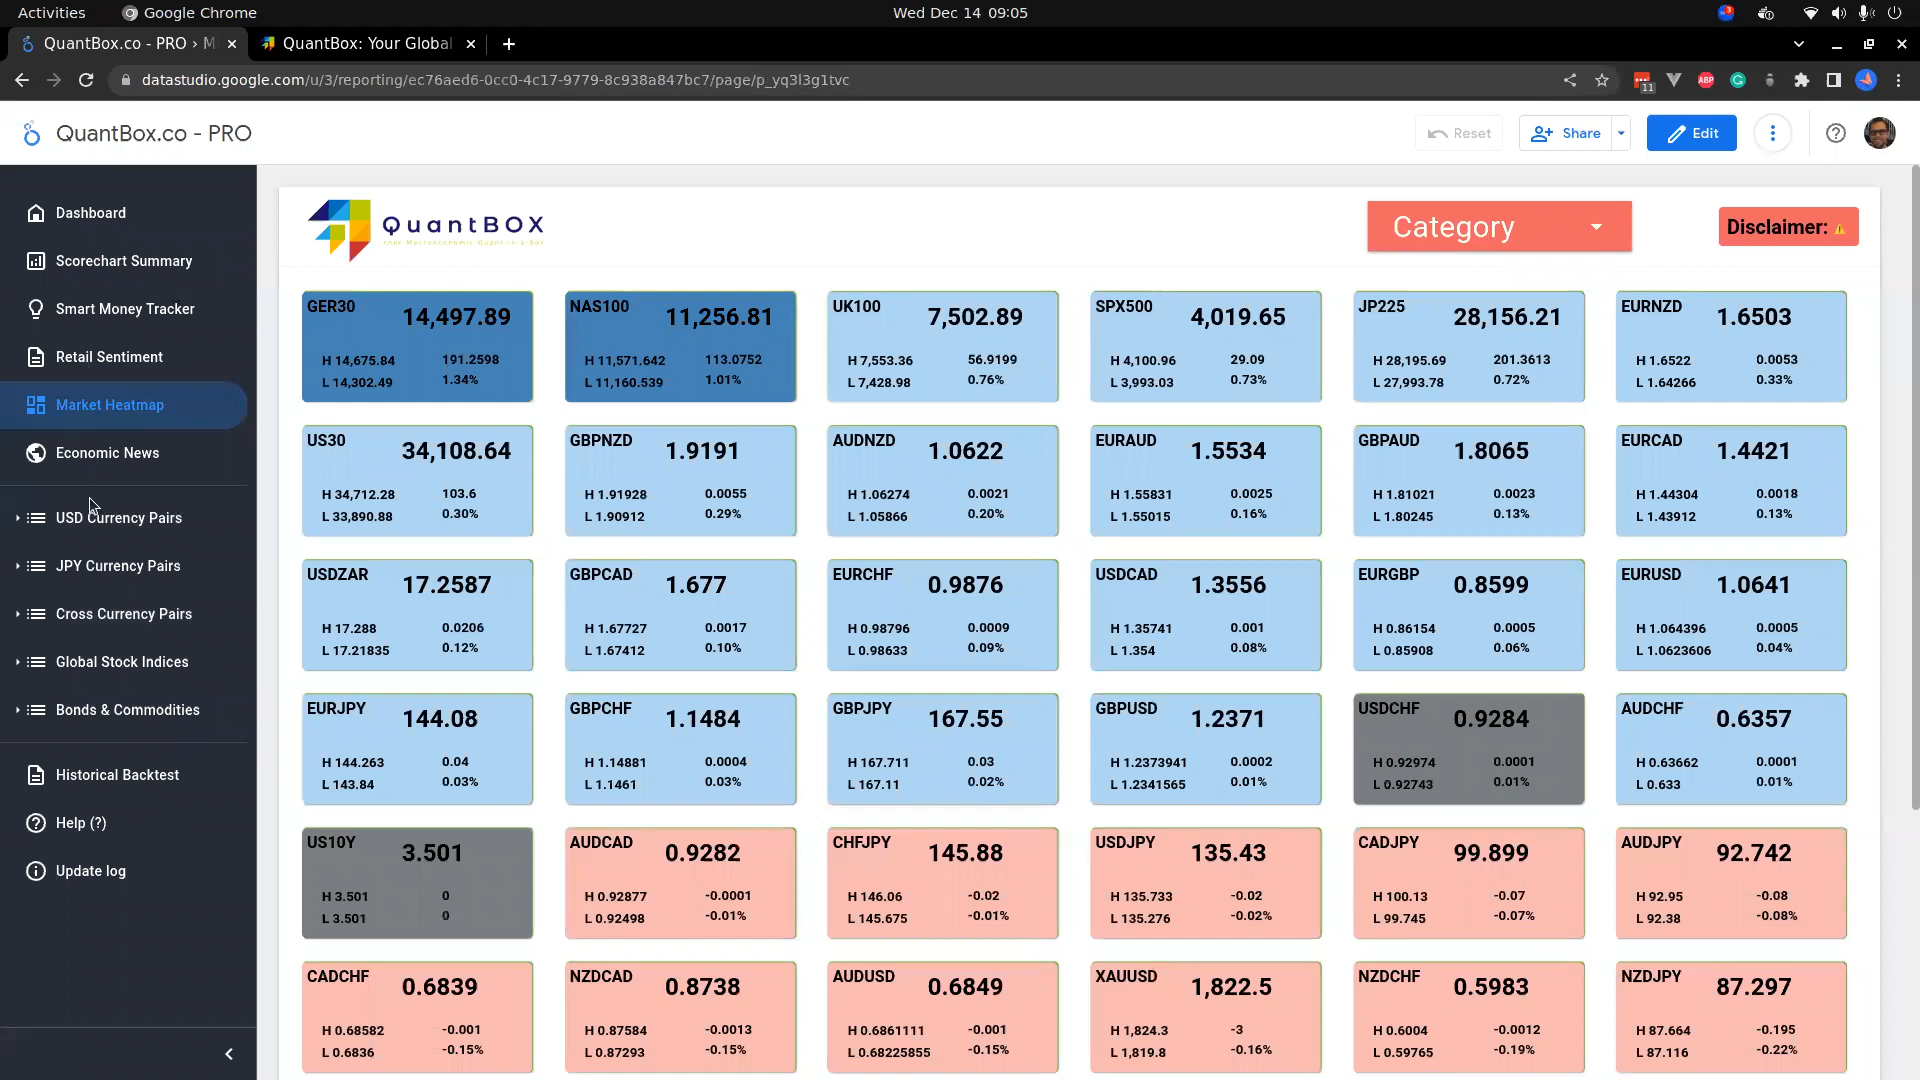 Activities
Google Chrome
Wed Dec 14 09:05
3
QuantBox.co - PRO › M
QuantBox: Your Global
datastudio.google.com/u/3/reporting/ec76aed6-0cc0-4c17-9779-8c938a847bc7/page/p_yq3l3g1tvc
11
ABP
QuantBox.co - PRO
Reset
Share
Edit
Dashboard
Scorechart Summary
Smart Money Tracker
Retail Sentiment
Market Heatmap
Economic News
USD Currency Pairs
JPY Currency Pairs
Cross Currency Pairs
Global Stock Indices
Bonds & Commodities
Historical Backtest
Help (?)
Update log
QuantBOX
Your Macroeconomic Quant-in-a-Box
Category
Disclaimer:
GER30 14,497.89
H 14,675.84 191.2598
L 14,302.49 1.34%
NAS100 11,256.81
H 11,571.642 113.0752
L 11,160.539 1.01%
UK100 7,502.89
H 7,553.36 56.9199
L 7,428.98 0.76%
SPX500 4,019.65
H 4,100.96 29.09
L 3,993.03 0.73%
JP225 28,156.21
H 28,195.69 201.3613
L 27,993.78 0.72%
EURNZD 1.6503
H 1.6522 0.0053
L 1.64266 0.33%
US30 34,108.64
H 34,712.28 103.6
L 33,890.88 0.30%
GBPNZD 1.9191
H 1.91928 0.0055
L 1.90912 0.29%
AUDNZD 1.0622
H 1.06274 0.0021
L 1.05866 0.20%
EURAUD 1.5534
H 1.55831 0.0025
L 1.55015 0.16%
GBPAUD 1.8065
H 1.81021 0.0023
L 1.80245 0.13%
EURCAD 1.4421
H 1.44304 0.0018
L 1.43912 0.13%
USDZAR 17.2587
H 17.288 0.0206
L 17.21835 0.12%
GBPCAD 1.677
H 1.67727 0.0017
L 1.67412 0.10%
EURCHF 0.9876
H 0.98796 0.0009
L 0.98633 0.09%
USDCAD 1.3556
H 1.35741 0.001
L 1.354 0.08%
EURGBP 0.8599
H 0.86154 0.0005
L 0.85908 0.06%
EURUSD 1.0641
H 1.064396 0.0005
L 1.0623606 0.04%
EURJPY 144.08
H 144.263 0.04
L 143.84 0.03%
GBPCHF 1.1484
H 1.14881 0.0004
L 1.1461 0.03%
GBPJPY 167.55
H 167.711 0.03
L 167.11 0.02%
GBPUSD 1.2371
H 1.2373941 0.0002
L 1.2341565 0.01%
USDCHF 0.9284
H 0.92974 0.0001
L 0.92743 0.01%
AUDCHF 0.6357
H 0.63662 0.0001
L 0.633 0.01%
US10Y 3.501
H 3.501 0
L 3.501 0
AUDCAD 0.9282
H 0.92877 -0.0001
L 0.92498 -0.01%
CHFJPY 145.88
H 146.06 -0.02
L 145.675 -0.01%
USDJPY 135.43
H 135.733 -0.02
L 135.276 -0.02%
CADJPY 99.899
H 100.13 -0.07
L 99.745 -0.07%
AUDJPY 92.742
H 92.95 -0.08
L 92.38 -0.08%
CADCHF 0.6839
H 0.68582 -0.001
L 0.6836 -0.15%
NZDCAD 0.8738
H 0.87584 -0.0013
L 0.87293 -0.15%
AUDUSD 0.6849
H 0.6861111 -0.001
L 0.68225855 -0.15%
XAUUSD 1,822.5
H 1,824.3 -3
L 1,819.8 -0.16%
NZDCHF 0.5983
H 0.6004 -0.0012
L 0.59765 -0.19%
NZDJPY 87.297
H 87.664 -0.195
L 87.116 -0.22%